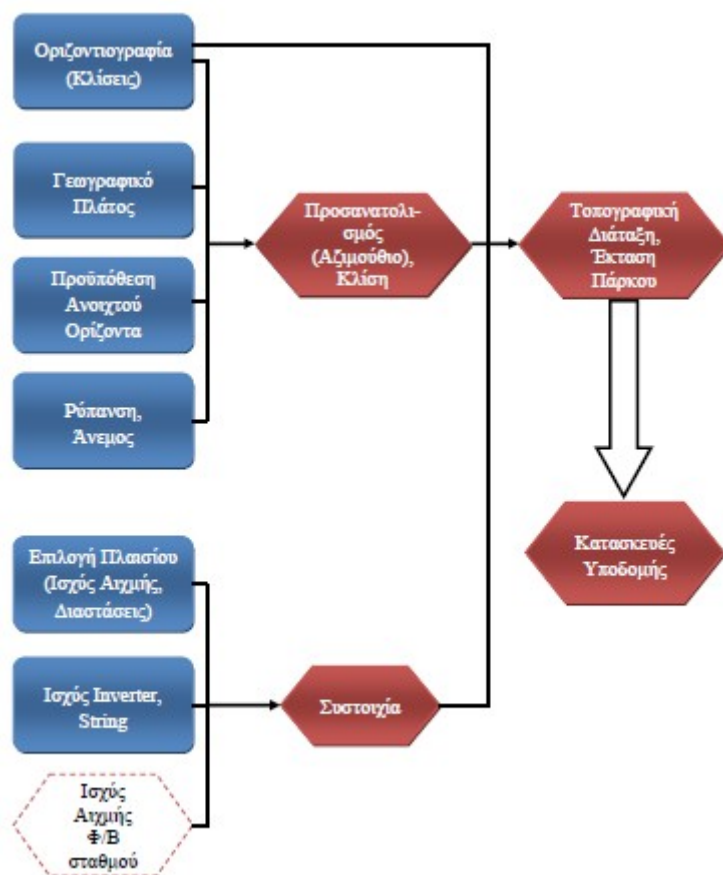 Οριζοντιογραφία
(Κλίσεις)
Γεωγραφικό
Πλάτος
Προϋπόθεση
Ανοιχτού
Ορίζοντα
Ρύπανση,
Άνεμος
Προσανατολι-
σμός
(Αζιμούθιο),
Κλίση
Τοπογραφική
Διάταξη,
Έκταση
Πάρκου
Κατασκευές
Υποδομής
Επιλογή Πλαισίου
(Ισχύς Αιχμής,
Διαστάσεις)
Ισχύς Inverter,
String
Ισχύς
Αιχμής
Φ/Β
σταθμού
Συστοιχία